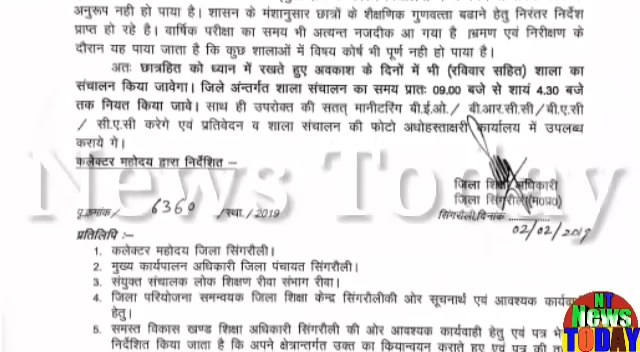 अनुरूप नही हो पाया है। शासन के मंशानुसार छात्रों के शैक्षणिक गुणवत्ता बढाने हेतु निरंतर निर्देश
प्राप्त हो रहे है। वार्षिक परीक्षा का समय भी अत्यन्त नजदीक आ गया है भ्रमण एवं निरीक्षण के
दौरान यह पाया जाता है कि कुछ शालाओं में विषय कोर्ष भी पूर्ण नही हो पाया है।
अतः छात्रहित को ध्यान में रखते हुए अवकाश के दिनों में भी (रविवार सहित) शाला का
संचालन किया जावेगा। जिले अंन्तर्गत शाला संचालन का समय प्रातः 09.00 बजे से शायं 4.30 बजे
तक नियत किया जावे। साथ ही उपरोक्त की सतत् मानीटरिंग बी.ई.ओ./ बी.आर.सी.सी/बी.ए.सी
/ सी.ए.सी करेगे एवं प्रतिवेदन व शाला संचालन की फोटो अधोहस्ताक्षरी कार्यालय में उपलब्ध
कराये गे।
कलेक्टर महोदय द्वारा निर्देशित –
News Today
जिला शिक्षा अधिकारी
जिला सिंगरौली(म०प्र०)
पृ.क्रमांक/ 6360 /स्था./2019
सिंगरौली,दिनांक
02/02/2019
प्रतिलिपि :–
1. कलेक्टर महोदय जिला सिंगरौली।
2. मुख्य कार्यपालन अधिकारी जिला पंचायत सिंगरौली।
3. संयुक्त संचालक लोक शिक्षण रीवा संभाग रीवा।
4. जिला परियोजना समन्वयक जिला शिक्षा केन्द्र सिंगरौलीकी ओर सूचनार्थ एवं आवश्यक कार्यवाही
हेतु।
5. समस्त विकास खण्ड शिक्षा अधिकारी सिंगरौली की ओर आवश्यक कार्यवाही हेतु एवं पत्र
निर्देशित किया जाता है कि अपने क्षेत्रान्तर्गत उक्त का कियान्वयन कराते हुए एवं पत्र की
NT
News
TODAY